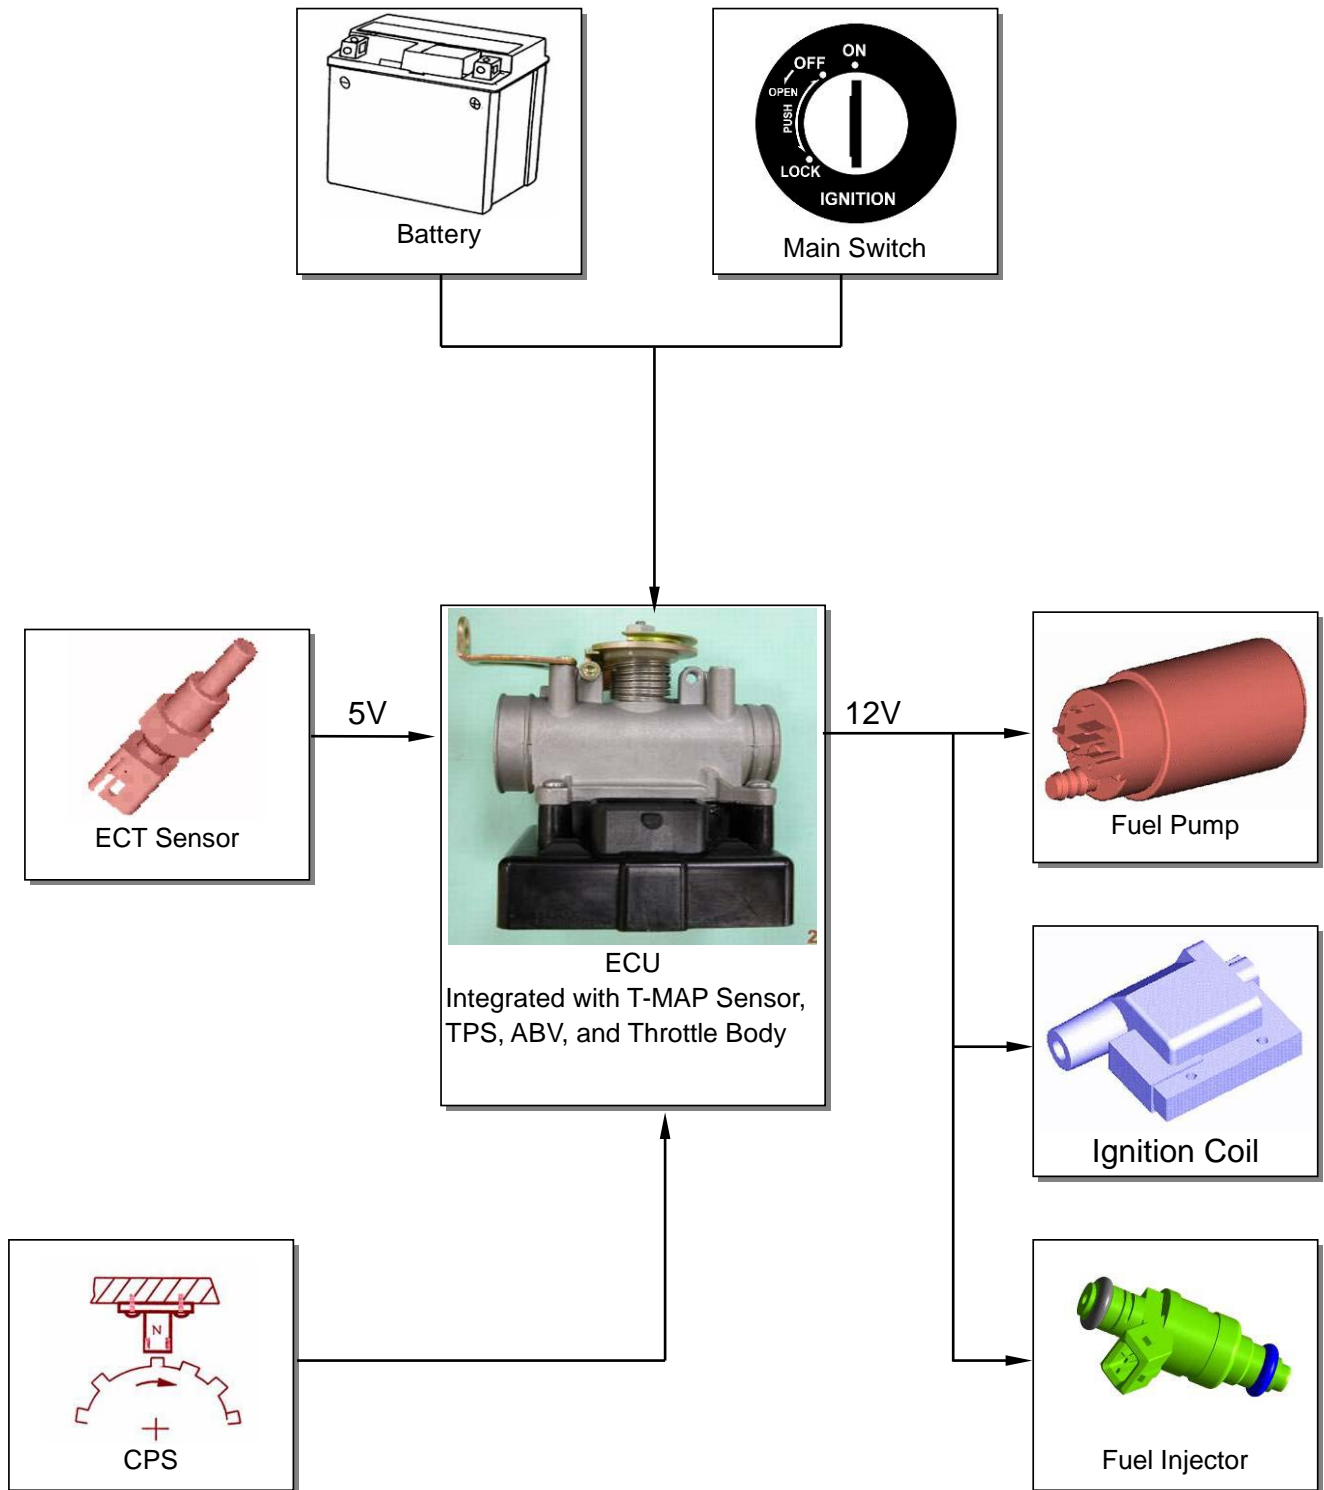 Battery
ON
OFF
OPEN
PUSH
LOCK
IGNITION
Main Switch
5V
12V
ECT Sensor
2
ECU
Integrated with T-MAP Sensor,
TPS, ABV, and Throttle Body
Fuel Pump
Ignition Coil
N
CPS
Fuel Injector